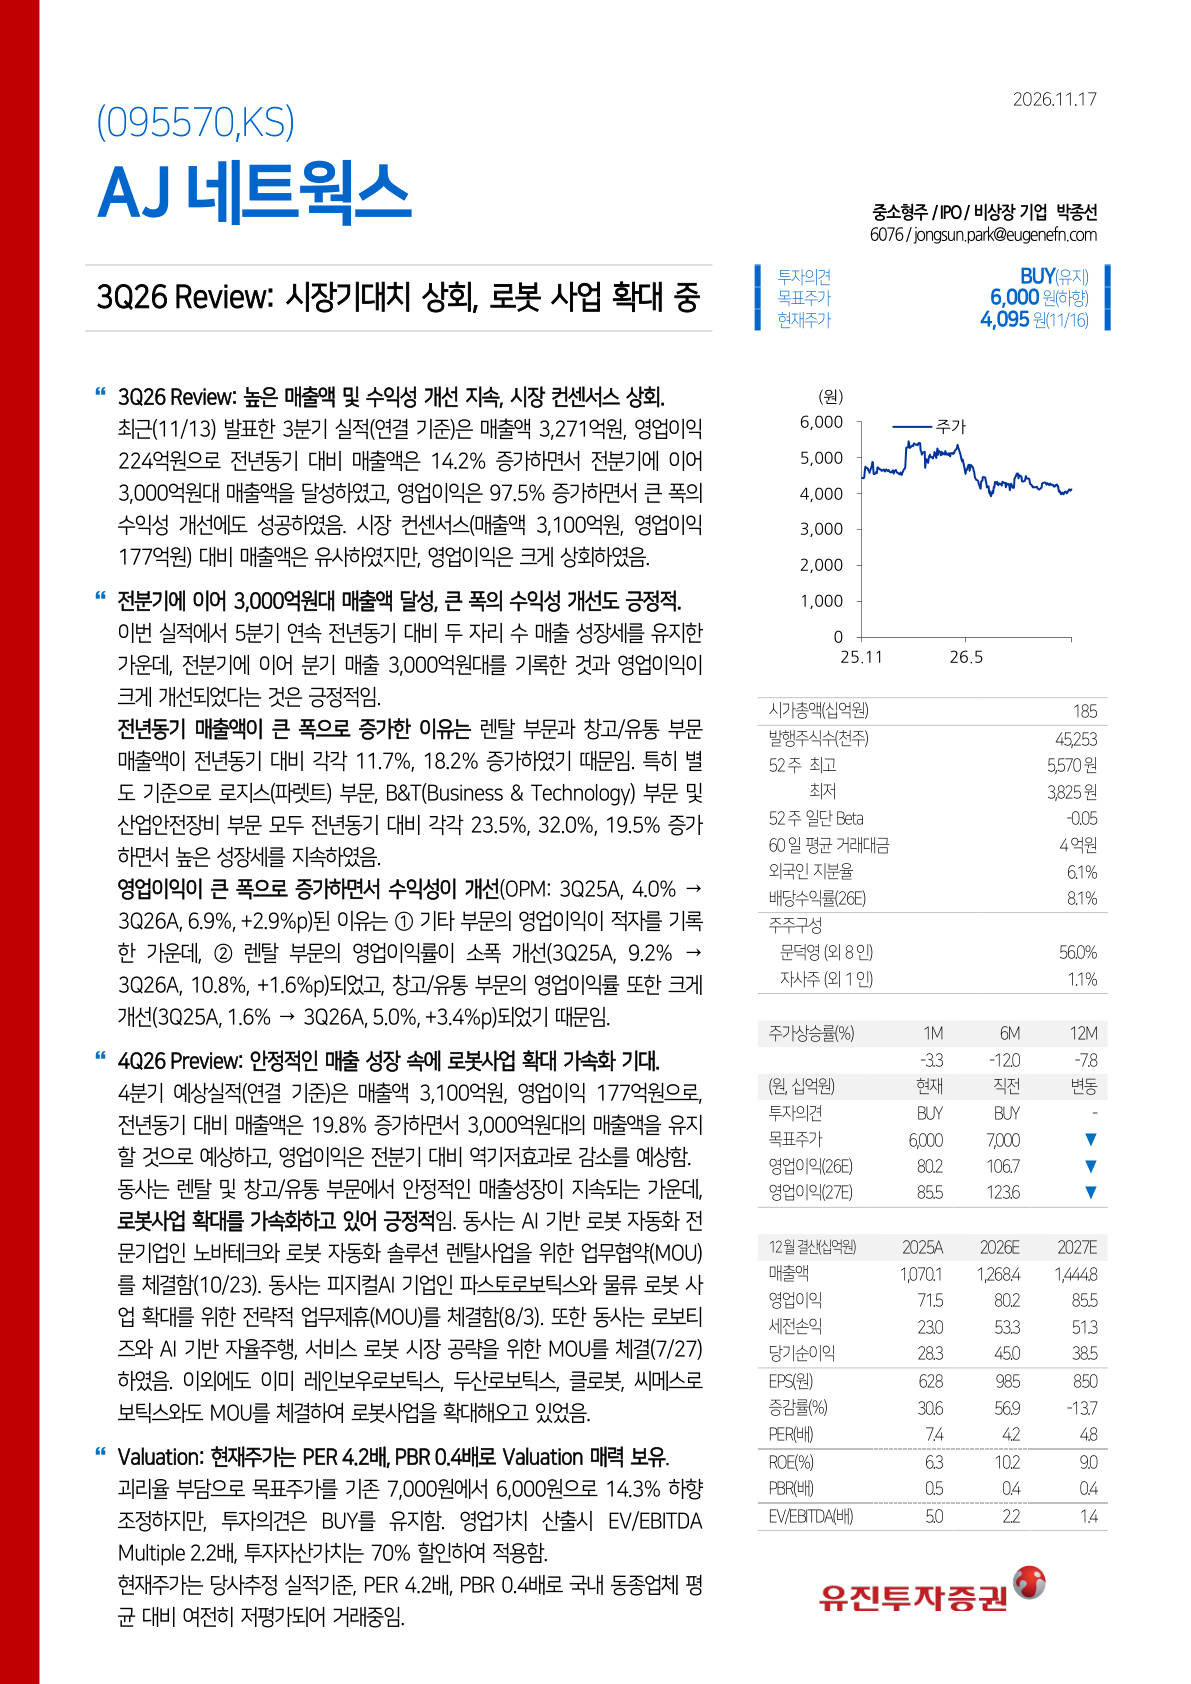 2026.11.17
(095570,KS)
AJ 네트웍스
중소형주 / IPO / 비상장 기업 박종선
6076 / jongsun.park@eugenefn.com
3Q26 Review: 시장기대치 상회, 로봇 사업 확대 중
투자의견 BUY(유지)
목표주가 6,000 원(하향)
현재주가 4,095 원(11/16)
“ 3Q26 Review: 높은 매출액 및 수익성 개선 지속, 시장 컨센서스 상회.
최근(11/13) 발표한 3분기 실적(연결 기준)은 매출액 3,271억원, 영업이익
224억원으로 전년동기 대비 매출액은 14.2% 증가하면서 전분기에 이어
3,000억원대 매출액을 달성하였고, 영업이익은 97.5% 증가하면서 큰 폭의
수익성 개선에도 성공하였음. 시장 컨센서스(매출액 3,100억원, 영업이익
177억원) 대비 매출액은 유사하였지만, 영업이익은 크게 상회하였음.
“ 전분기에 이어 3,000억원대 매출액 달성, 큰 폭의 수익성 개선도 긍정적.
이번 실적에서 5분기 연속 전년동기 대비 두 자리 수 매출 성장세를 유지한
가운데, 전분기에 이어 분기 매출 3,000억원대를 기록한 것과 영업이익이
크게 개선되었다는 것은 긍정적임.
전년동기 매출액이 큰 폭으로 증가한 이유는 렌탈 부문과 창고/유통 부문
매출액이 전년동기 대비 각각 11.7%, 18.2% 증가하였기 때문임. 특히 별
도 기준으로 로지스(파렛트) 부문, B&T(Business & Technology) 부문 및
산업안전장비 부문 모두 전년동기 대비 각각 23.5%, 32.0%, 19.5% 증가
하면서 높은 성장세를 지속하였음.
영업이익이 큰 폭으로 증가하면서 수익성이 개선(OPM: 3Q25A, 4.0% →
3Q26A, 6.9%, +2.9%p)된 이유는 ① 기타 부문의 영업이익이 적자를 기록
한 가운데, ② 렌탈 부문의 영업이익률이 소폭 개선(3Q25A, 9.2% →
3Q26A, 10.8%, +1.6%p)되었고, 창고/유통 부문의 영업이익률 또한 크게
개선(3Q25A, 1.6% → 3Q26A, 5.0%, +3.4%p)되었기 때문임.
“ 4Q26 Preview: 안정적인 매출 성장 속에 로봇사업 확대 가속화 기대.
4분기 예상실적(연결 기준)은 매출액 3,100억원, 영업이익 177억원으로,
전년동기 대비 매출액은 19.8% 증가하면서 3,000억원대의 매출액을 유지
할 것으로 예상하고, 영업이익은 전분기 대비 역기저효과로 감소를 예상함.
동사는 렌탈 및 창고/유통 부문에서 안정적인 매출성장이 지속되는 가운데,
로봇사업 확대를 가속화하고 있어 긍정적임. 동사는 AI 기반 로봇 자동화 전
문기업인 노바테크와 로봇 자동화 솔루션 렌탈사업을 위한 업무협약(MOU)
를 체결함(10/23). 동사는 피지컬AI 기업인 파스토로보틱스와 물류 로봇 사
업 확대를 위한 전략적 업무제휴(MOU)를 체결함(8/3). 또한 동사는 로보티
즈와 AI 기반 자율주행, 서비스 로봇 시장 공략을 위한 MOU를 체결(7/27)
하였음. 이외에도 이미 레인보우로보틱스, 두산로보틱스, 클로봇, 씨메스로
보틱스와도 MOU를 체결하여 로봇사업을 확대해오고 있었음.
“ Valuation: 현재주가는 PER 4.2배, PBR 0.4배로 Valuation 매력 보유.
괴리율 부담으로 목표주가를 기존 7,000원에서 6,000원으로 14.3% 하향
조정하지만, 투자의견은 BUY를 유지함. 영업가치 산출시 EV/EBITDA
Multiple 2.2배, 투자자산가치는 70% 할인하여 적용함.
현재주가는 당사추정 실적기준, PER 4.2배, PBR 0.4배로 국내 동종업체 평
균 대비 여전히 저평가되어 거래중임.
(원)
6,000
5,000
4,000
3,000
2,000
1,000
0
주가
25.11 26.5
시가총액(십억원) 185
발행주식수(천주) 45,253
52 주 최고 5,570 원
최저 3,825 원
52 주 일단 Beta -0.05
60 일 평균 거래대금 4 억원
외국인 지분율 6.1%
배당수익률(26E) 8.1%
주주구성
문덕영 (외 8 인) 56.0%
자사주 (외 1 인) 1.1%
주가상승률(%) 1M 6M 12M
-3.3 -12.0 -7.8
(원, 십억원) 현재 직전 변동
투자의견 BUY BUY -
목표주가 6,000 7,000 ▼
영업이익(26E) 80.2 106.7 ▼
영업이익(27E) 85.5 123.6 ▼
12 월 결산(십억원) 2025A 2026E 2027E
매출액 1,070.1 1,268.4 1,444.8
영업이익 71.5 80.2 85.5
세전손익 23.0 53.3 51.3
당기순이익 28.3 45.0 38.5
EPS(원) 628 985 850
증감률(%) 30.6 56.9 -13.7
PER(배) 7.4 4.2 4.8
ROE(%) 6.3 10.2 9.0
PBR(배) 0.5 0.4 0.4
EV/EBITDA(배) 5.0 2.2 1.4
유진투자증권